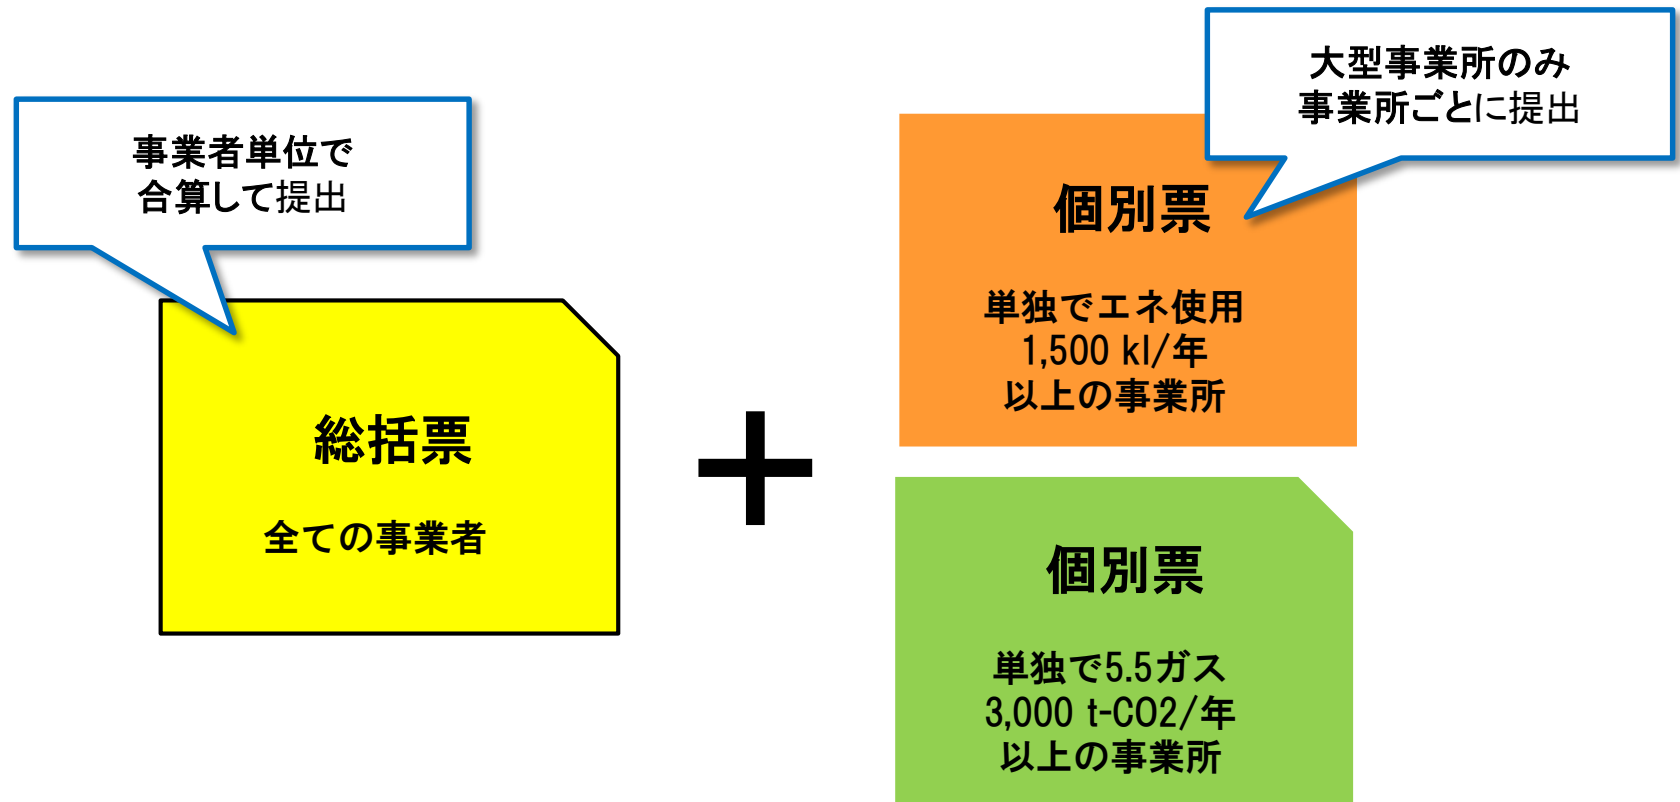 事業者単位で
合算して提出
総括票
全ての事業者
＋
大型事業所のみ
事業所ごとに提出
個別票
単独でエネ使用
1,500 kl/年
以上の事業所
個別票
単独で5.5ガス
3,000 t-CO2/年
以上の事業所